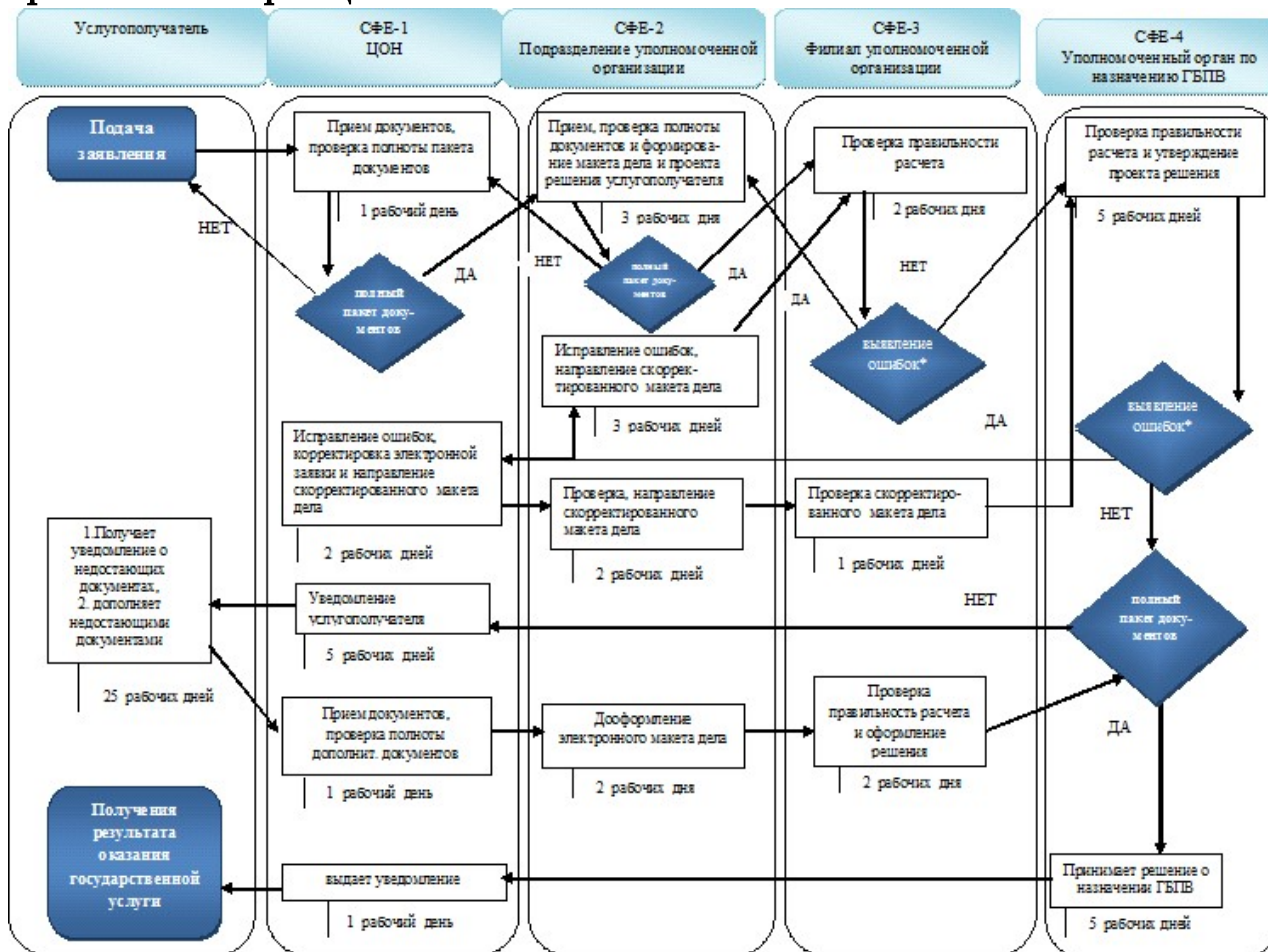 Услугополучатель
СФЕ-1
ЦОН
СФЕ-2
Подразделение уполномоченной
организации
СФЕ-3
Филиал уполномоченной
организации
СФЕ-4
Уполномоченный орган по
назначению ГБПВ
Подача
заявления
Прием документов,
проверка полноты пакета
документов
1 рабочий день
Прием, проверка полноты
документов и формирова-
ние макета дела и проекта
решения услугополучателя
3 рабочих дня
Проверка правильности
расчета
2 рабочих дня
Проверка правильности
расчета и утверждение
проекта решения
5 рабочих дней
НЕТ
ДА
НЕТ
ДА
НЕТ
ДА
полный
пакет доку-
ментов
полный
пакет доку-
ментов
выявление
ошибок*
Исправление ошибок,
направление скоррек-
тированного макета дела
3 рабочих дней
ДА
выявление
ошибок*
Исправление ошибок,
корректировка электронной
заявки и направление
скорректированного макета
дела
2 рабочих дней
Проверка, направление
скорректированного
макета дела
2 рабочих дней
Проверка скорректиро-
ванного макета дела
1 рабочих дней
НЕТ
1.Получает
уведомление о
недостающих
документах,
2. дополняет
недостающими
документами
25 рабочих дней
Уведомление
услугополучателя
5 рабочих дней
НЕТ
полный
пакет доку-
ментов
Прием документов,
проверка полноты
дополнит. документов
1 рабочий день
Дооформление
электронного макета дела
2 рабочих дня
Проверка
правильность расчета
и оформление
решения
2 рабочих дня
ДА
Получения
результата
оказания
государственной
услуги
выдает уведомление
1 рабочий день
Принимает решение о
назначении ГБПВ
5 рабочих дней